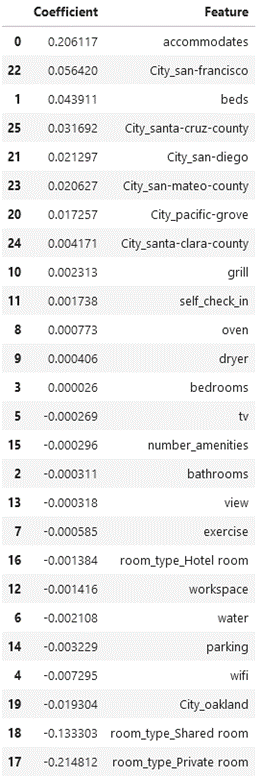 Coefficient Feature
0 0.206117 accommodates
22 0.056420 City_san-francisco
1 0.043911 beds
25 0.031692 City_santa-cruz-county
21 0.021297 City_san-diego
23 0.020627 City_san-mateo-county
20 0.017257 City_pacific-grove
24 0.004171 City_santa-clara-county
10 0.002313 grill
11 0.001738 self_check_in
8 0.000773 oven
9 0.000406 dryer
3 0.000026 bedrooms
5 -0.000269 tv
15 -0.000296 number_amenities
2 -0.000311 bathrooms
13 -0.000318 view
7 -0.000585 exercise
16 -0.001384 room_type_Hotel room
12 -0.001416 workspace
6 -0.002108 water
14 -0.003229 parking
4 -0.007295 wifi
19 -0.019304 City_oakland
18 -0.133303 room_type_Shared room
17 -0.214812 room_type_Private room